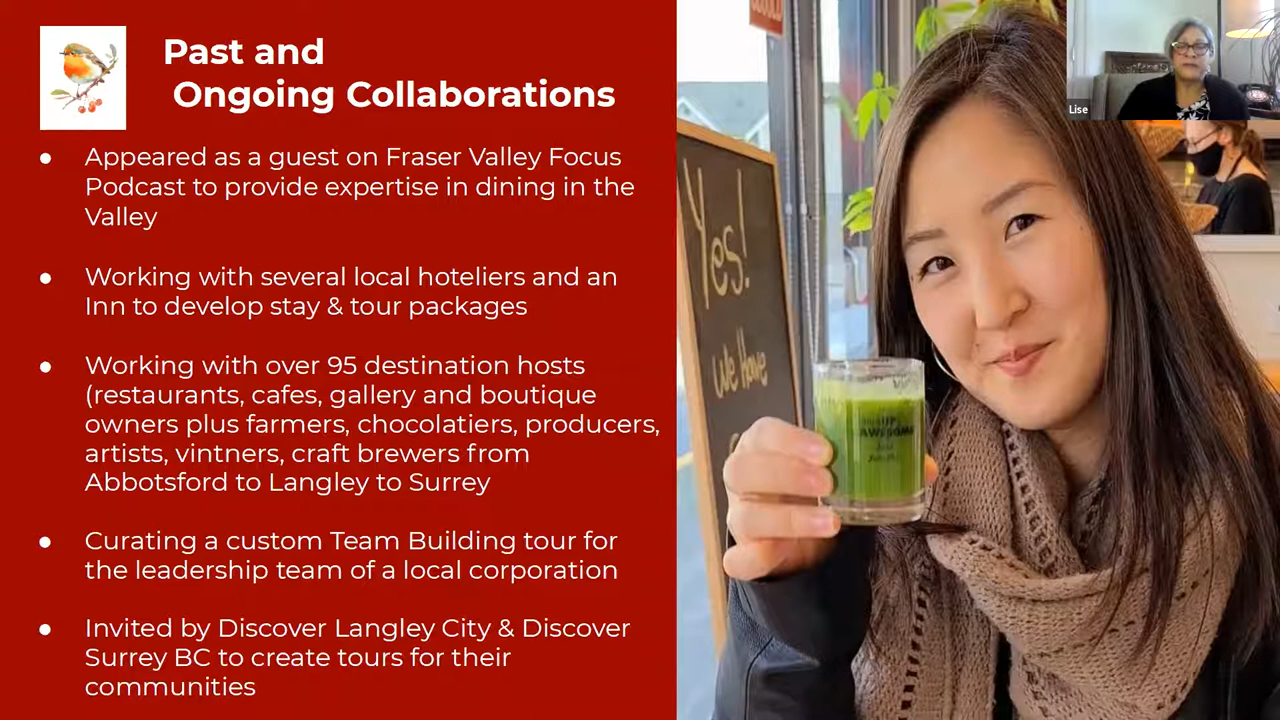 Past and
Ongoing Collaborations
● Appeared as a guest on Fraser Valley Focus
Podcast to provide expertise in dining in the
Valley
● Working with several local hoteliers and an
Inn to develop stay & tour packages
● Working with over 95 destination hosts
(restaurants, cafes, gallery and boutique
owners plus farmers, chocolatiers, producers,
artists, vintners, craft brewers from
Abbotsford to Langley to Surrey
● Curating a custom Team Building tour for
the leadership team of a local corporation
● Invited by Discover Langley City & Discover
Surrey BC to create tours for their
communities
Yes!
We Have
AWESOME
Lise